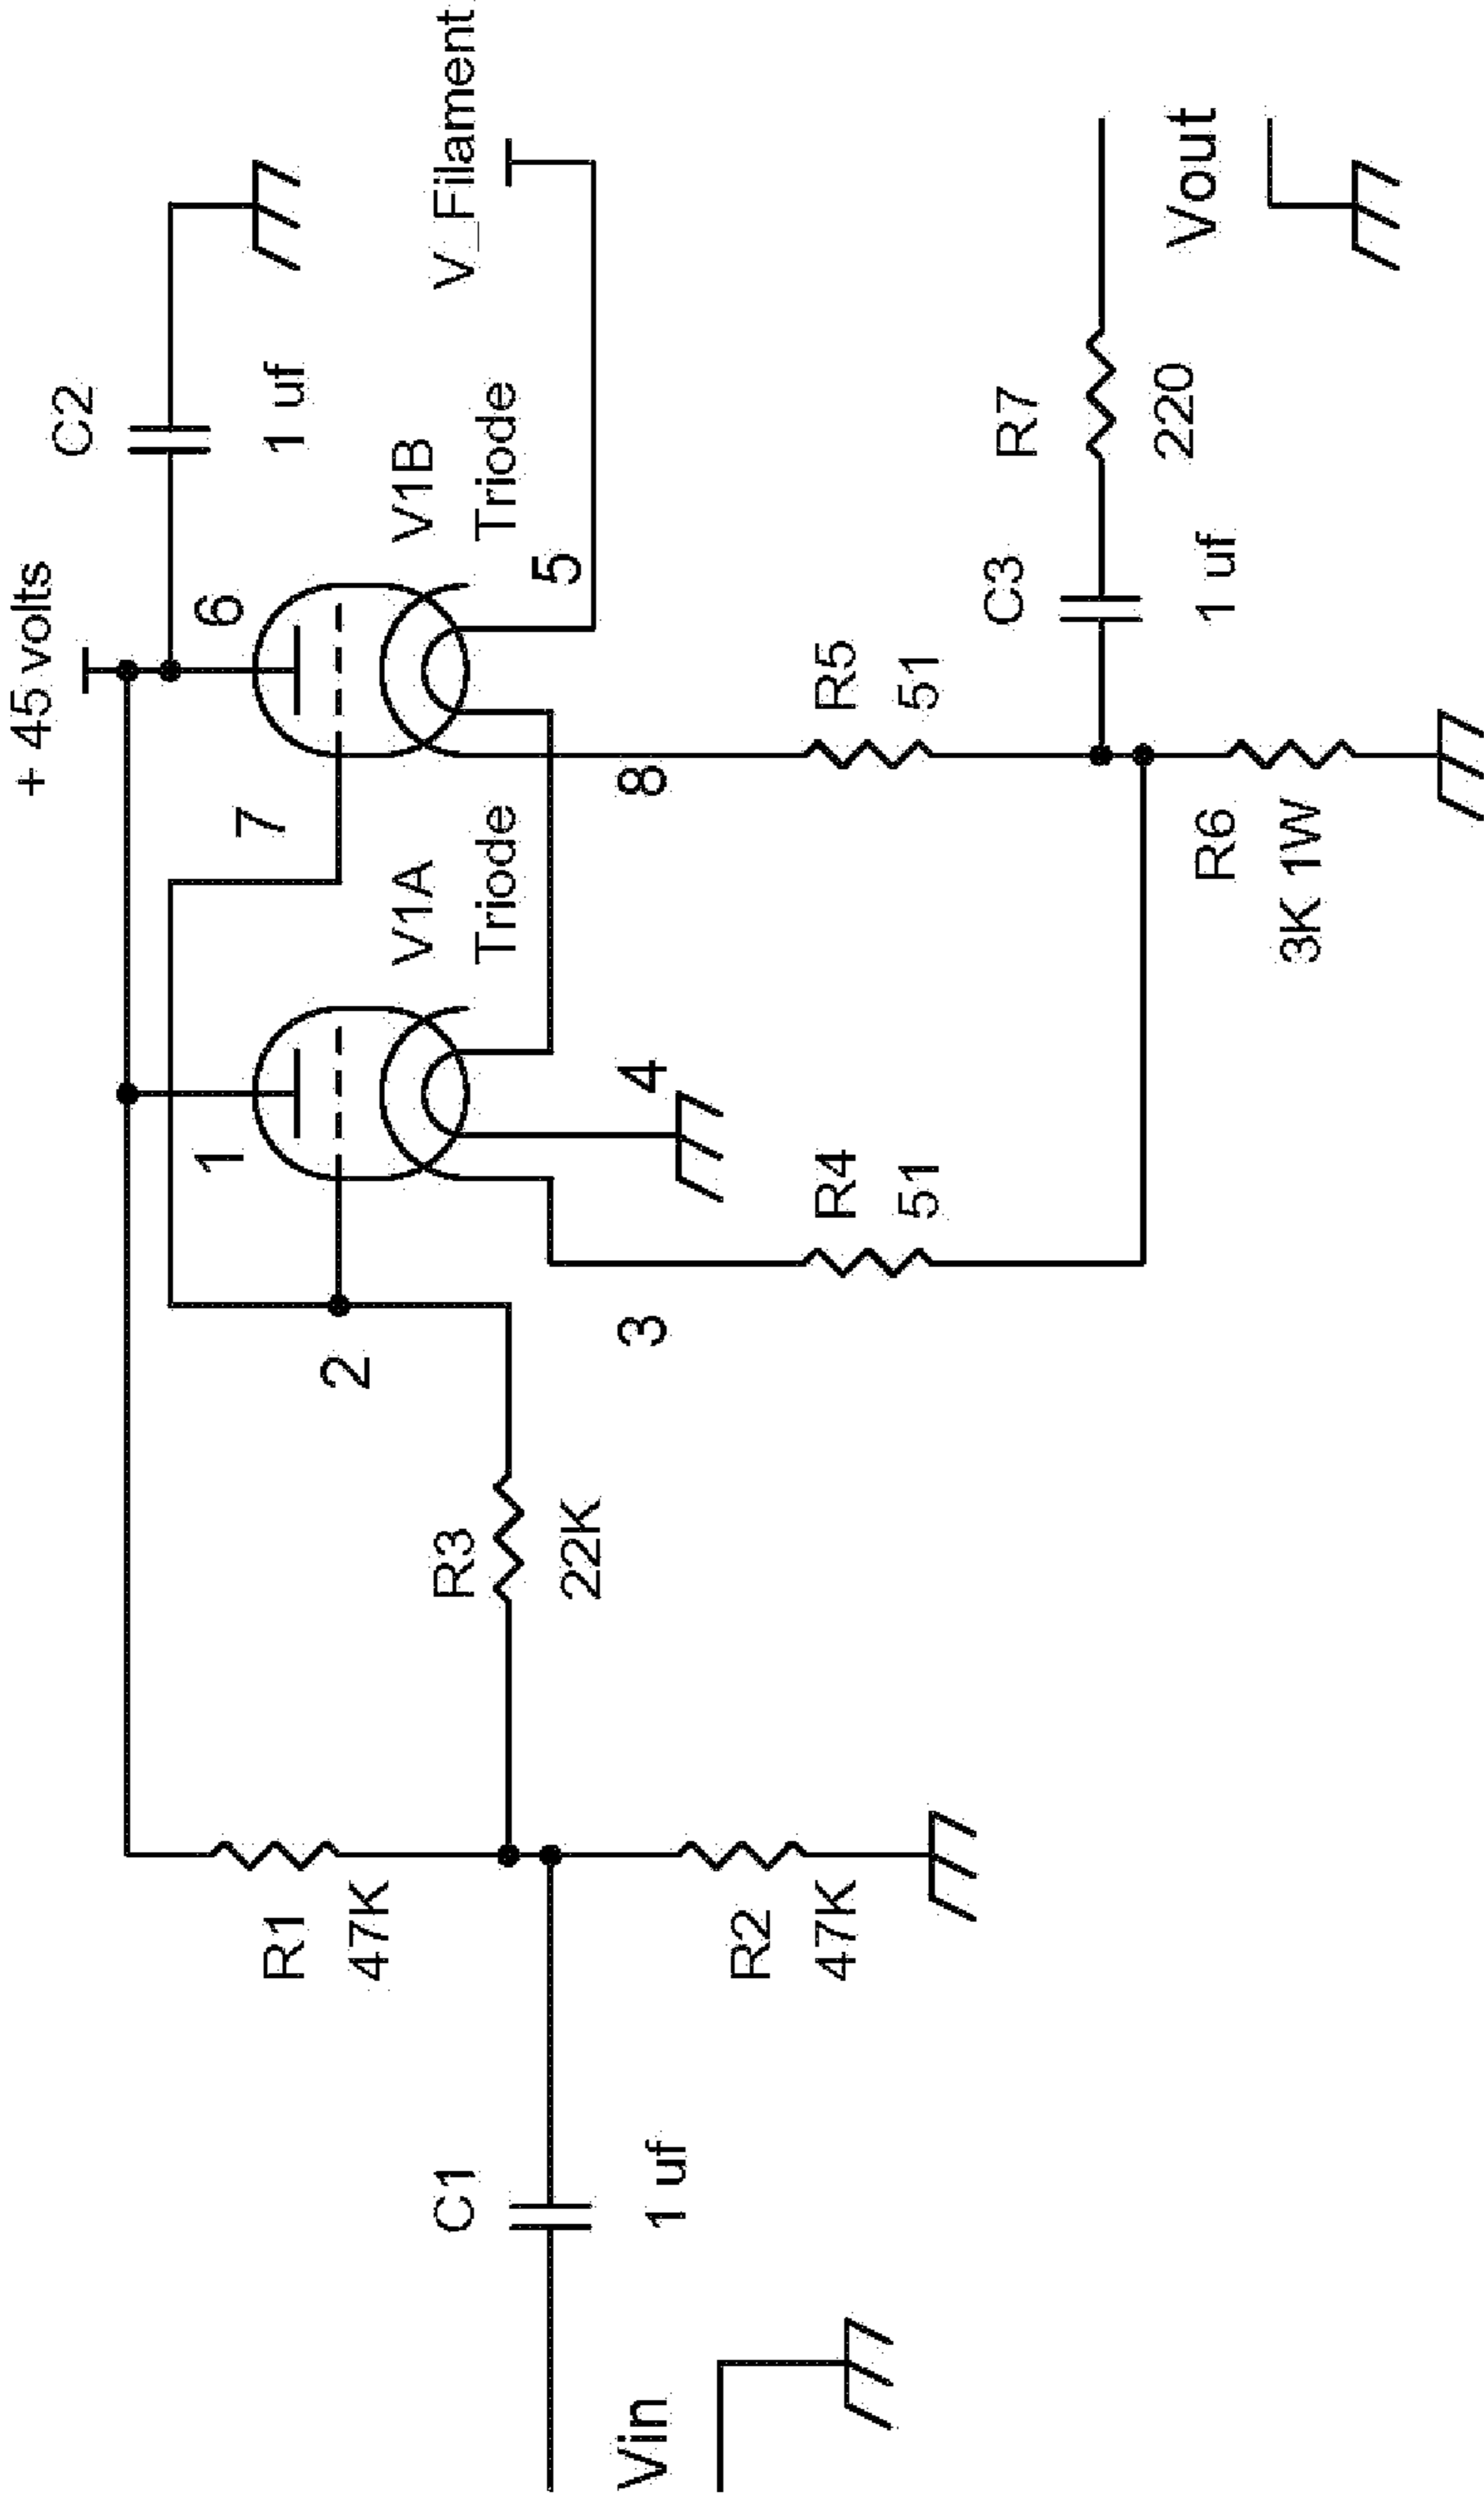 + 45 volts
C2
1 uf
6
7
V1B
Triode
V_Filament
5
8
1
2
V1A
Triode
4
3
R1
47K
R3
22K
C1
1 uf
Vin
R2
47K
R4
51
R5
51
C3
1 uf
R7
220
Vout
R6
3K 1W